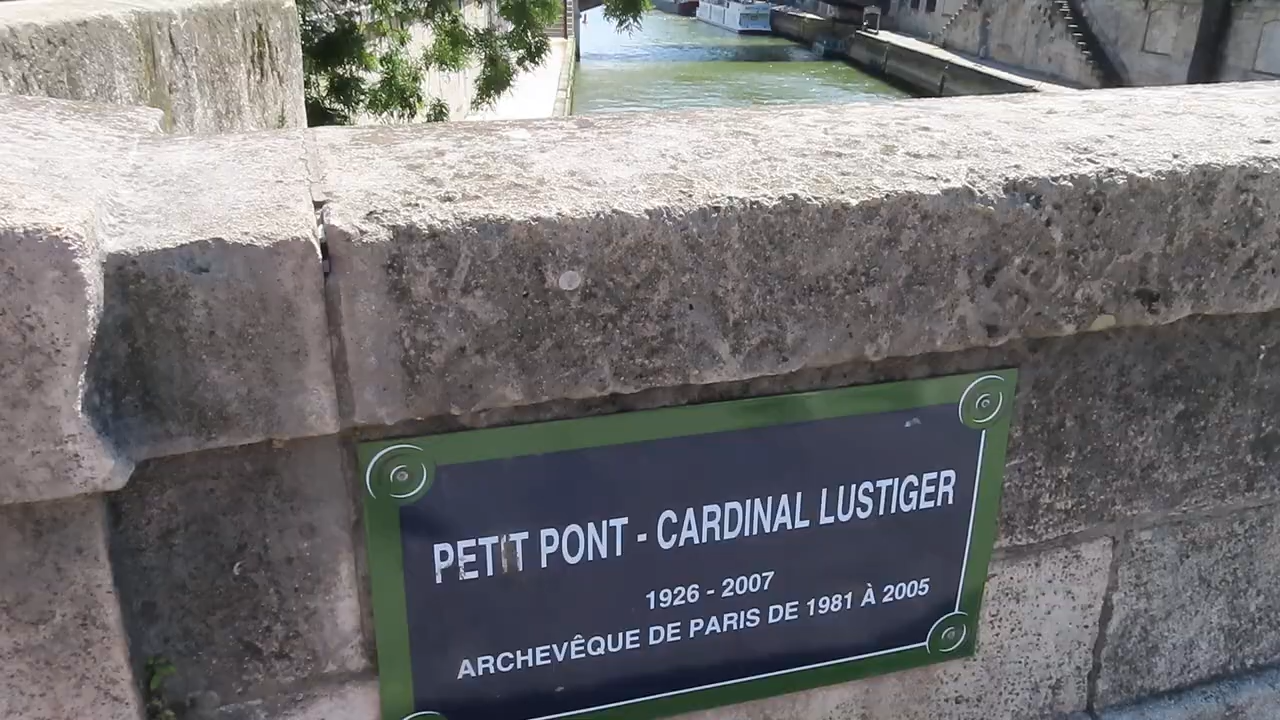 PETIT PONT - CARDINAL LUSTIGER
1926 - 2007
ARCHEVÊQUE DE PARIS DE 1981 À 2005